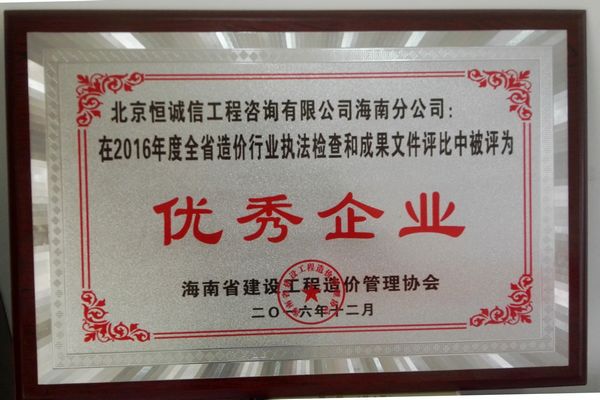 北京恒诚信工程咨询有限公司海南分公司：
在2016年度全省造价行业执法检查和成果文件评比中被评为
优秀企业
海南省建设工程造价管理协会
二〇一六年十二月